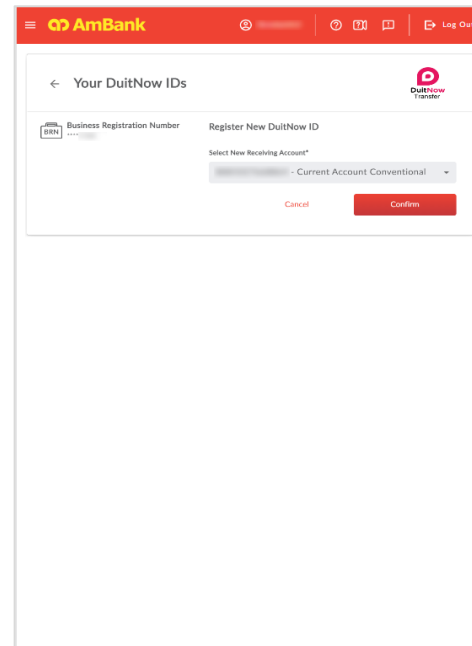 AmBank
Log Ou
Your DuitNow IDs
DuitNow
Transfer
BRN
Business Registration Number
Register New DuitNow ID
Select New Receiving Account*
- Current Account Conventional
Cancel
Confirm